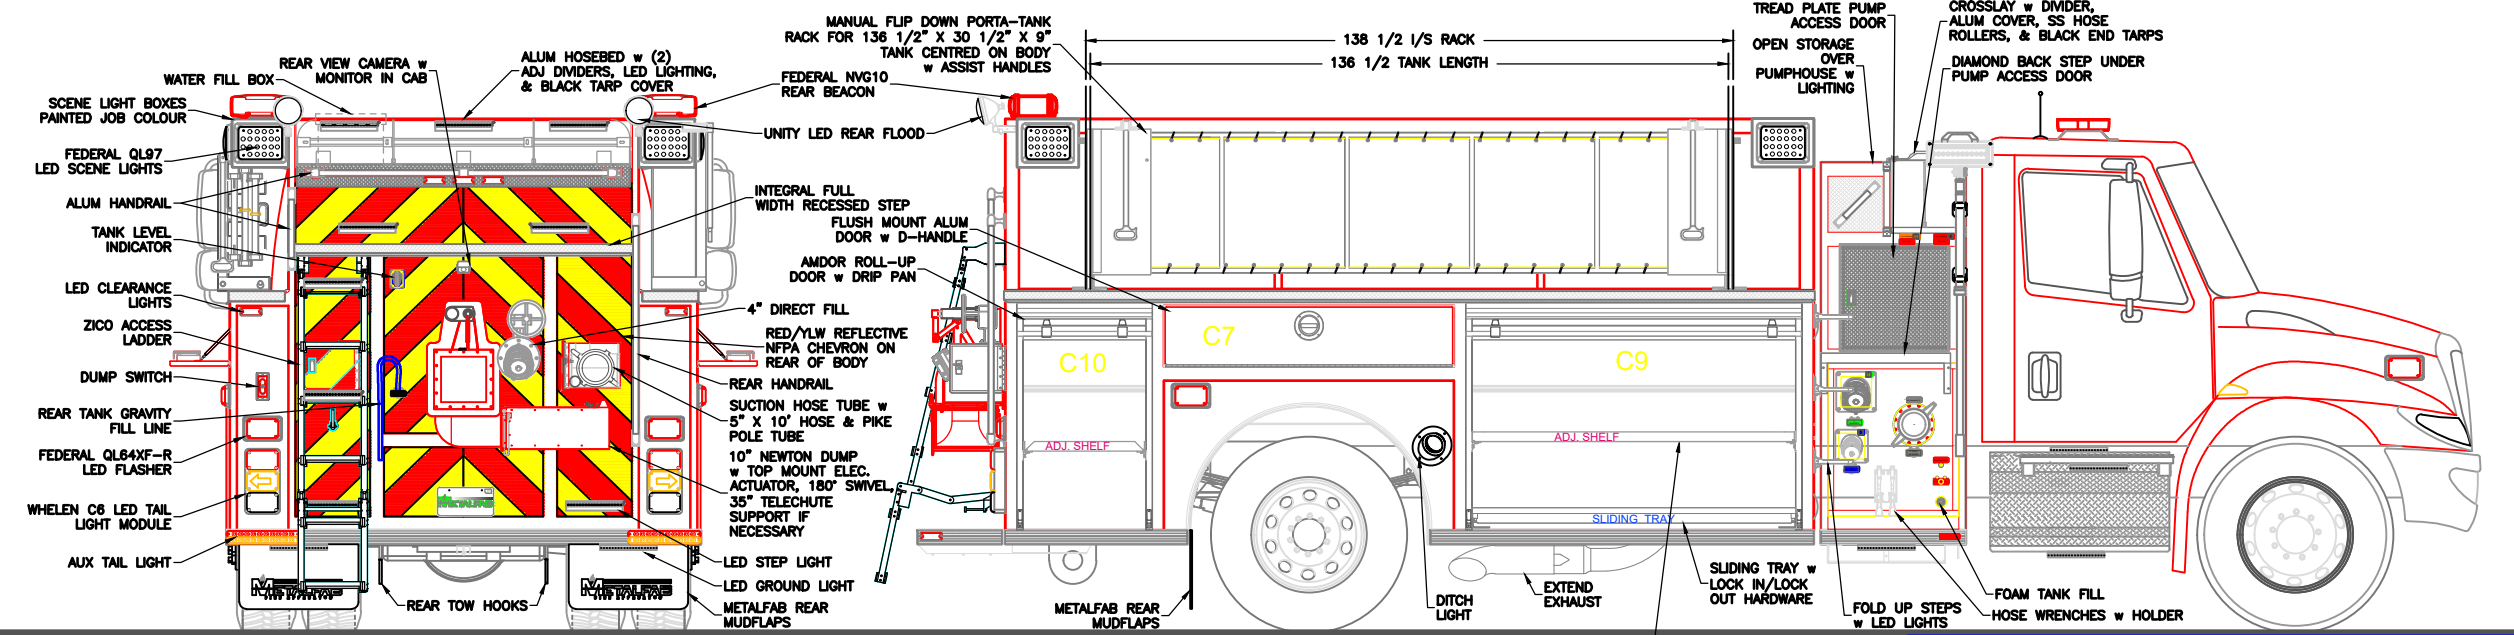 WATER FILL BOX
REAR VIEW CAMERA w
MONITOR IN CAB
ALUM HOSEBED w (2)
ADJ DIVIDERS, LED LIGHTING,
& BLACK TARP COVER
SCENE LIGHT BOXES
PAINTED JOB COLOUR
FEDERAL QL97
LED SCENE LIGHTS
ALUM HANDRAIL
TANK LEVEL
INDICATOR
LED CLEARANCE
LIGHTS
ZICO ACCESS
LADDER
DUMP SWITCH
REAR TANK GRAVITY
FILL LINE
FEDERAL QL64XF-R
LED FLASHER
WHELEN C6 LED TAIL
LIGHT MODULE
AUX TAIL LIGHT
METALFAB
METALFAB
METALFAB
REAR TOW HOOKS
FEDERAL NVG10
REAR BEACON
UNITY LED REAR FLOOD
INTEGRAL FULL
WIDTH RECESSED STEP
4" DIRECT FILL
RED/YLW REFLECTIVE
NFPA CHEVRON ON
REAR OF BODY
REAR HANDRAIL
SUCTION HOSE TUBE w
5" X 10' HOSE & PIKE
POLE TUBE
10" NEWTON DUMP
w TOP MOUNT ELEC.
ACTUATOR, 180° SWIVEL,
35" TELECHUTE
SUPPORT IF
NECESSARY
LED STEP LIGHT
LED GROUND LIGHT
METALFAB REAR
MUDFLAPS
MANUAL FLIP DOWN PORTA-TANK
RACK FOR 136 1/2" X 30 1/2" X 9"
TANK CENTRED ON BODY
w ASSIST HANDLES
138 1/2 I/S RACK
136 1/2 TANK LENGTH
FLUSH MOUNT ALUM
DOOR w D-HANDLE
AMDOR ROLL-UP
DOOR w DRIP PAN
C10
C7
C9
ADJ. SHELF
ADJ. SHELF
SLIDING TRAY
METALFAB REAR
MUDFLAPS
DITCH
LIGHT
EXTEND
EXHAUST
SLIDING TRAY w
LOCK IN/LOCK
OUT HARDWARE
TREAD PLATE PUMP
ACCESS DOOR
OPEN STORAGE
OVER
PUMPHOUSE w
LIGHTING
CROSSLAY w DIVIDER,
ALUM COVER, SS HOSE
ROLLERS, & BLACK END TARPS
DIAMOND BACK STEP UNDER
PUMP ACCESS DOOR
FOAM TANK FILL
HOSE WRENCHES w HOLDER
FOLD UP STEPS
w LED LIGHTS